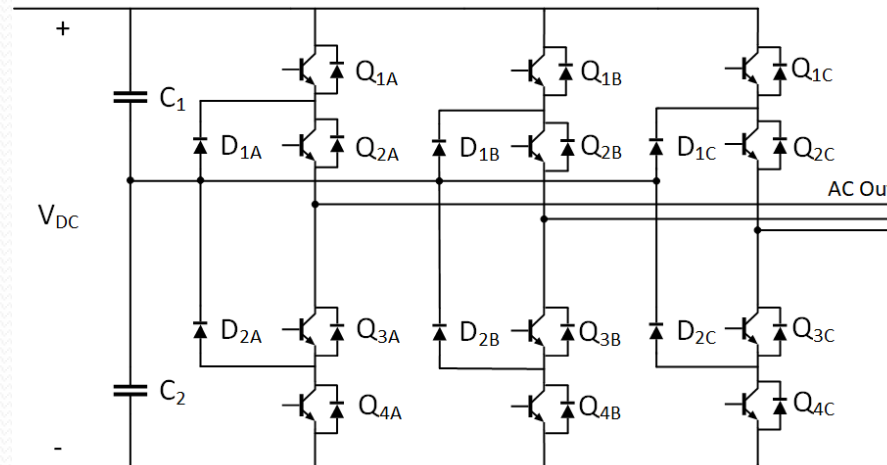 +
Q1A
Q1B
Q1C
C1
D1A
Q2A
D1B
Q2B
D1C
Q2C
AC Ou
VDC
D2A
Q3A
D2B
Q3B
D2C
Q3C
C2
Q4A
Q4B
Q4C
-